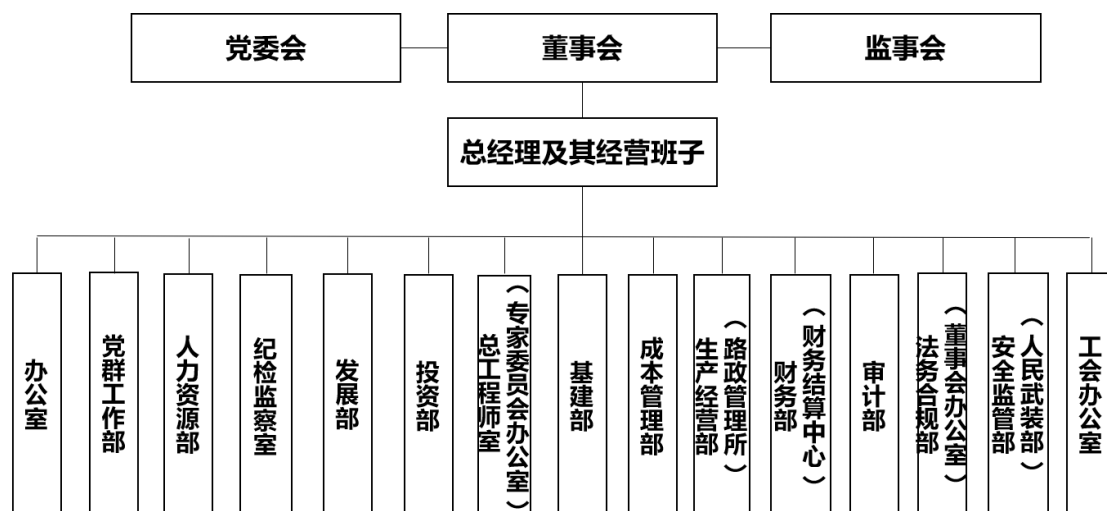 党委会
董事会
监事会
总经理及其经营班子
办公室
党群工作部
人力资源部
纪检监察室
发展部
投资部
总工程师室
（专家委员会办公室）
基建部
成本管理部
生产经营部
（路政管理所）
财务部
（财务结算中心）
审计部
法务合规部
（董事会办公室）
安全监管部
（人民武装部）
工会办公室